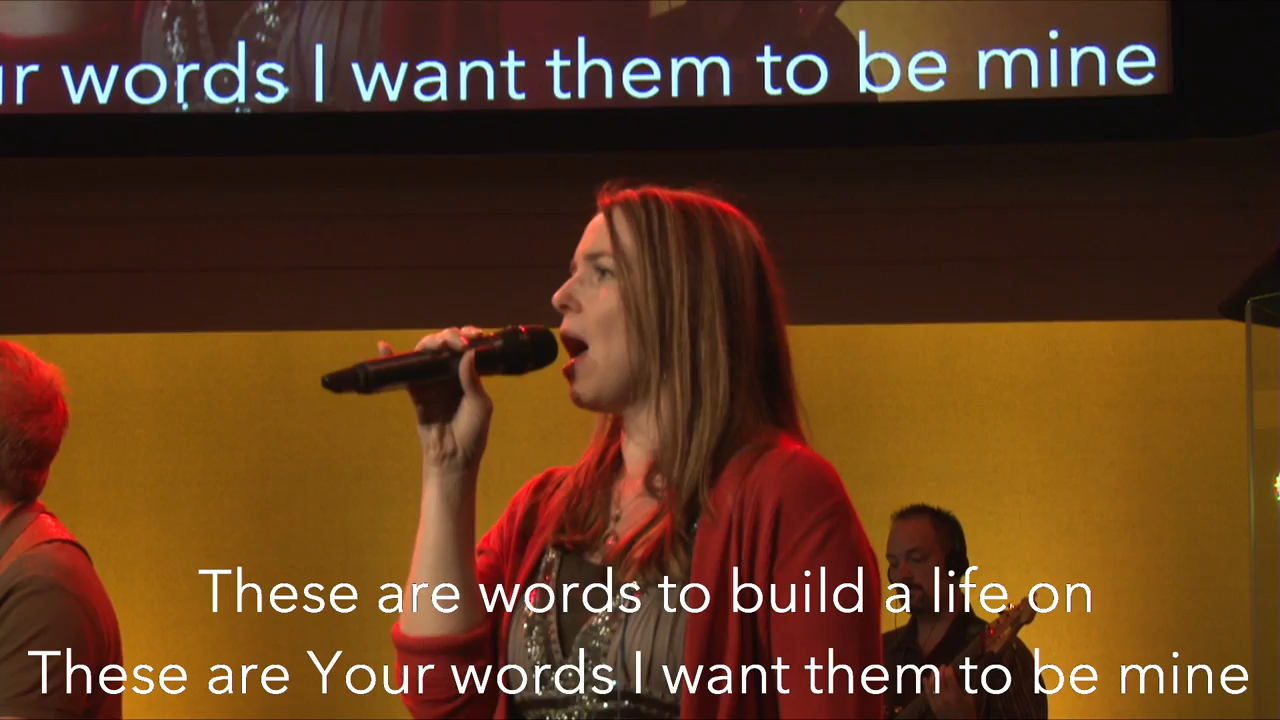 words I want them to be mine
These are words to build a life on
These are Your words I want them to be mine